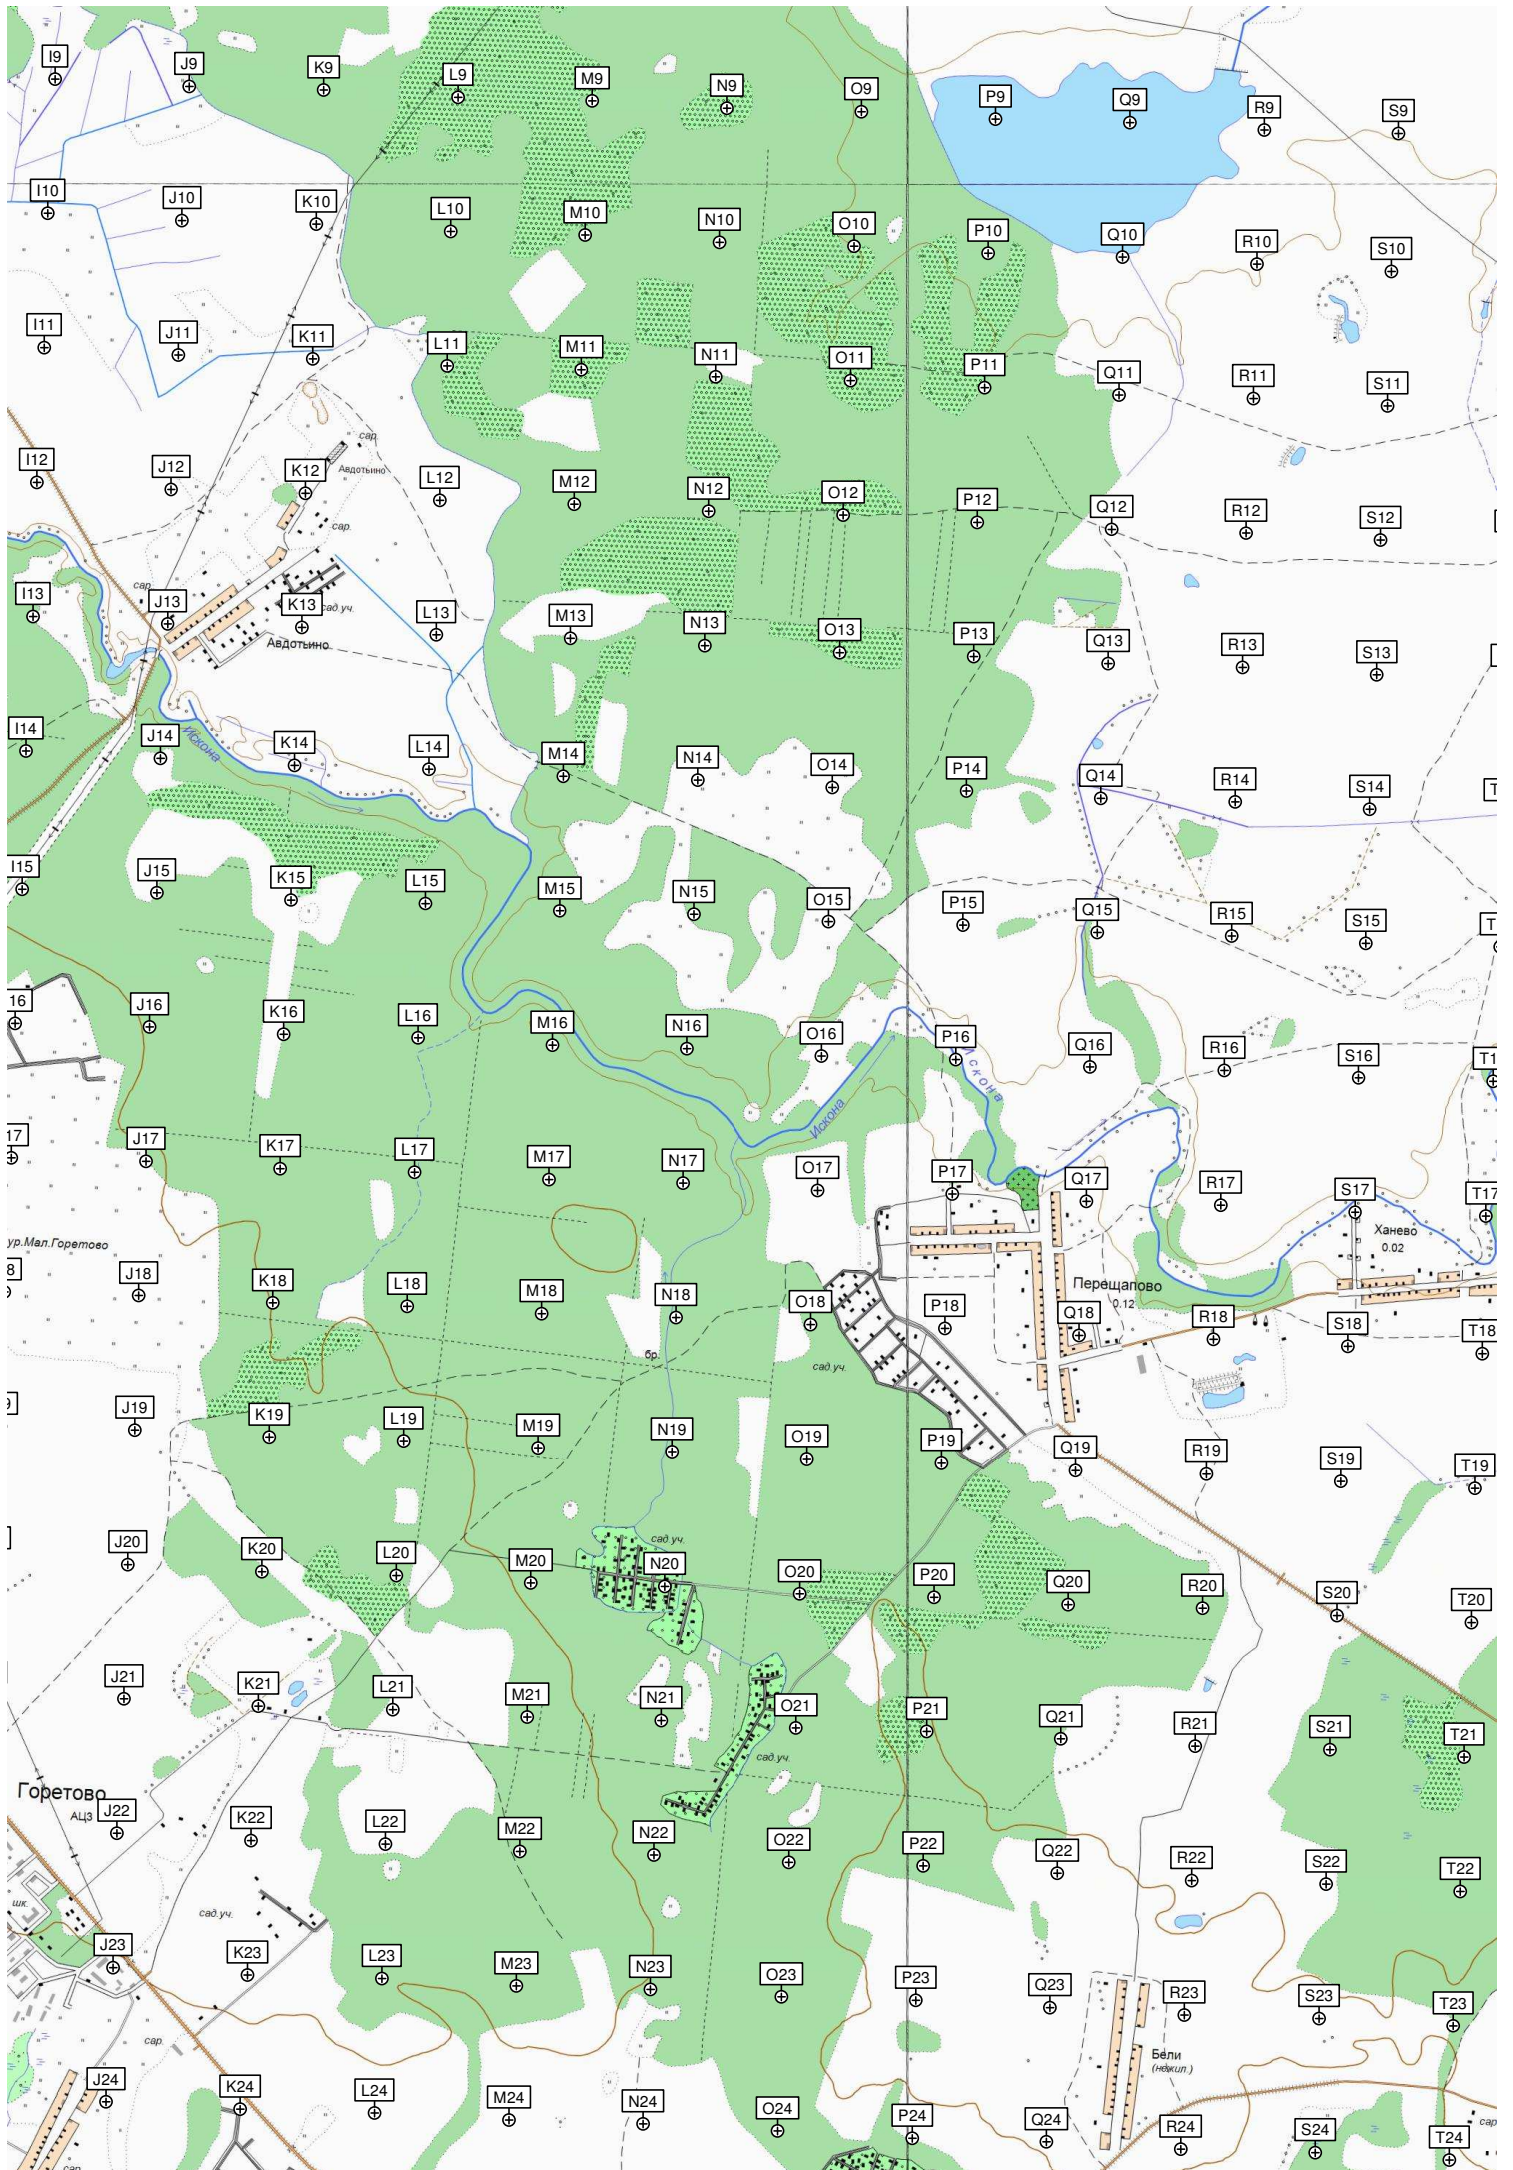 I9 J9 K9 L9 M9 N9 O9 P9 Q9 R9 S9
I10 J10 K10 L10 M10 N10 O10 P10 Q10 R10 S10
I11 J11 K11 L11 M11 N11 O11 P11 Q11 R11 S11
сар.
Авдотьино
I12 J12 K12 L12 M12 N12 O12 P12 Q12 R12 S12
сар.
сар.
I13 J13 K13 L13 M13 N13 O13 P13 Q13 R13 S13
сад.уч.
Авдотьино
Искона
I14 J14 K14 L14 M14 N14 O14 P14 Q14 R14 S14 T
I15 J15 K15 L15 M15 N15 O15 P15 Q15 R15 S15 T
16 J16 K16 L16 M16 N16 O16 P16 Q16 R16 S16 T1
Искона
Искона
17 J17 K17 L17 M17 N17 O17 P17 Q17 R17 S17 T17
Ханево
0.02
ур.Мал.Горетово
8 J18 K18 L18 M18 N18 O18 P18 Q18 R18 S18 T18
Перещапово
0.12
бр.
сад.уч.
9 J19 K19 L19 M19 N19 O19 P19 Q19 R19 S19 T19
сад.уч.
J20 K20 L20 M20 N20 O20 P20 Q20 R20 S20 T20
J21 K21 L21 M21 N21 O21 P21 Q21 R21 S21 T21
сад.уч.
Горетово
АЦ3
J22 K22 L22 M22 N22 O22 P22 Q22 R22 S22 T22
шк.
сад.уч.
J23 K23 L23 M23 N23 O23 P23 Q23 R23 S23 T23
сар.
Бели
(нежил.)
J24 K24 L24 M24 N24 O24 P24 Q24 R24 S24 T24
сар
сар